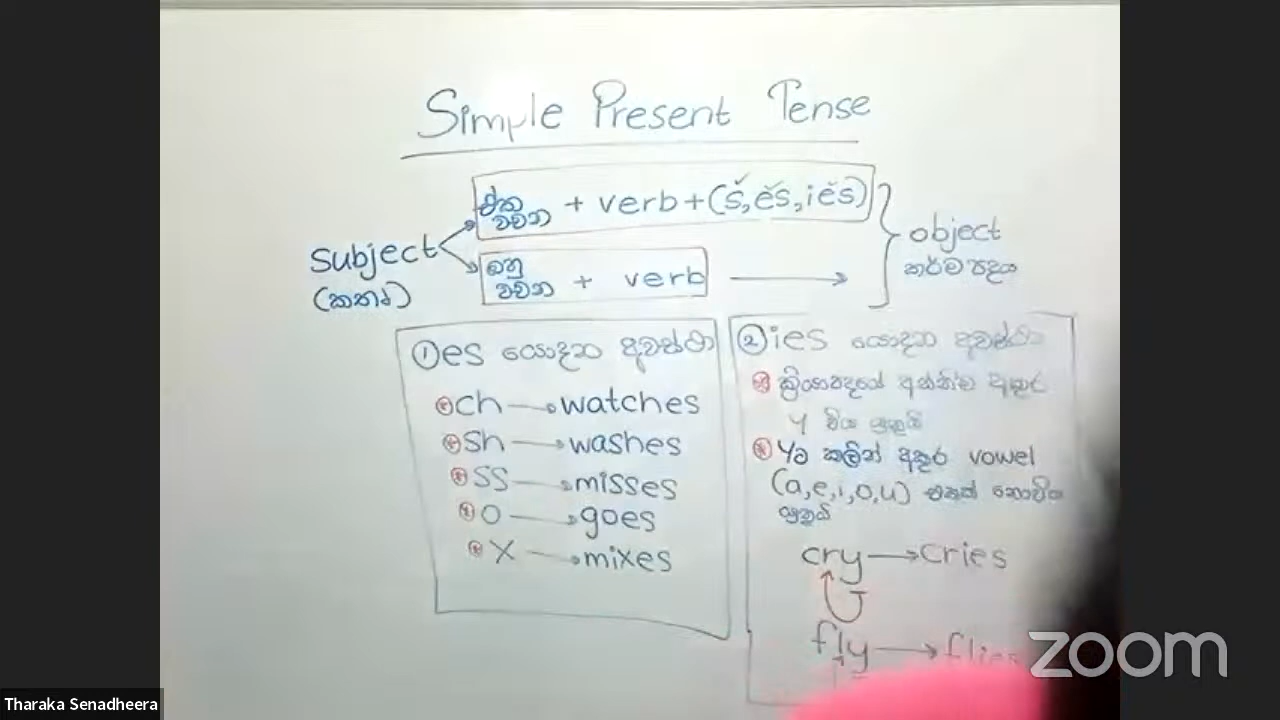 Simple Present Tense
ඒක වචන + verb + (s, es, ies)
subject
(කතෘ)
object
කර්ම පදය
බහු වචන + verb
① es යොදන අවස්ථා
ch → watches
sh → washes
ss → misses
o → goes
x → mixes
② ies යොදන අවස්ථා
ක්‍රියාපදයේ අන්තිම අකුර
y විය යුතුයි
yට කලින් අකුර vowel
(a, e, i, o, u) එකක් නොවිය
යුතුයි
cry → cries
fly → flies
zoom
Tharaka Senadheera